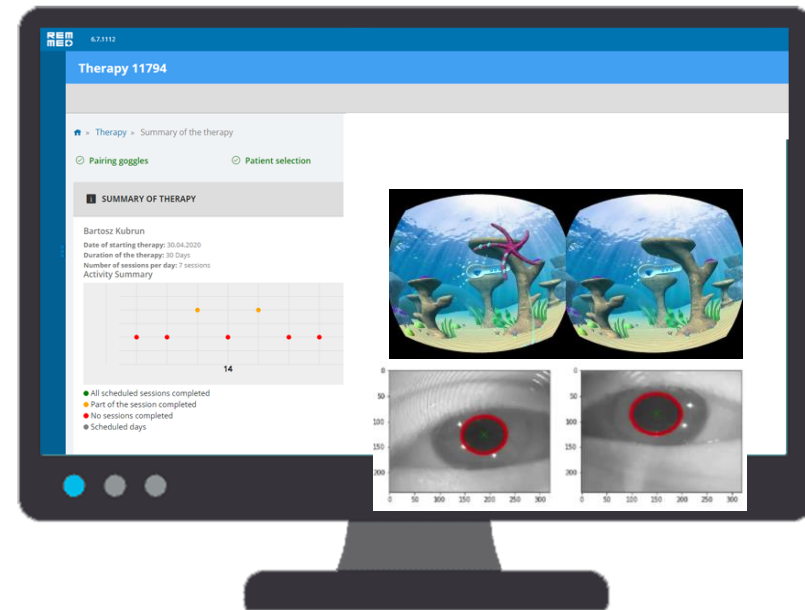 REM
MED
6.7.1112
Therapy 11794
» Therapy » Summary of the therapy
Pairing goggles
Patient selection
i SUMMARY OF THERAPY
Bartosz Kubrun
Date of starting therapy: 30.04.2020
Duration of the therapy: 30 Days
Number of sessions per day: 7 sessions
Activity Summary
14
All scheduled sessions completed
Part of the session completed
No sessions completed
Scheduled days
0
50
100
150
200
0 50 100 150 200 250 300
0
50
100
150
200
0 50 100 150 200 250 300